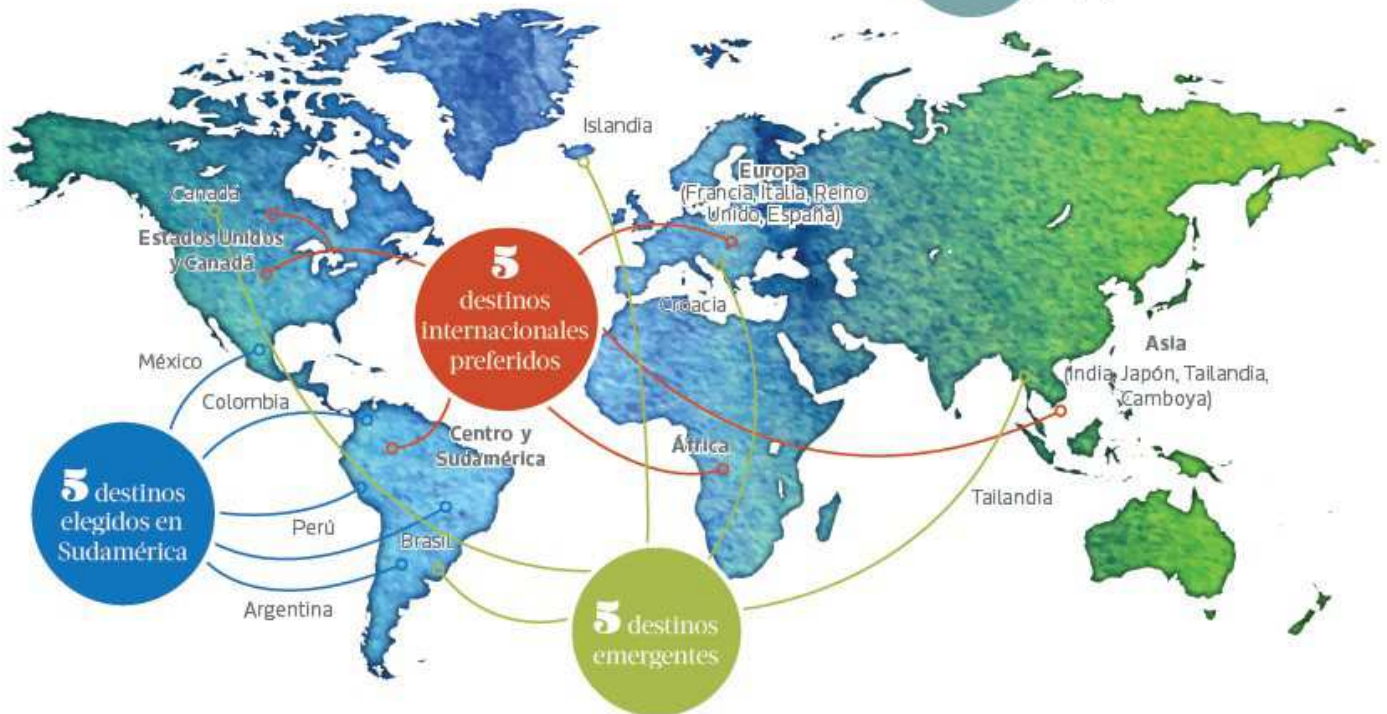 Islandia
Canadá
Europa
(Francia, Italia, Reino
Unido, España)
Estados Unidos
y Canadá
5
destinos
internacionales
preferidos
Croacia
México
Asia
(India, Japón, Tailandia,
Camboya)
Colombia
Centro y
Sudamérica
África
5 destinos
elegidos en
Sudamérica
Tailandia
Perú
Brasil
Argentina
5 destinos
emergentes